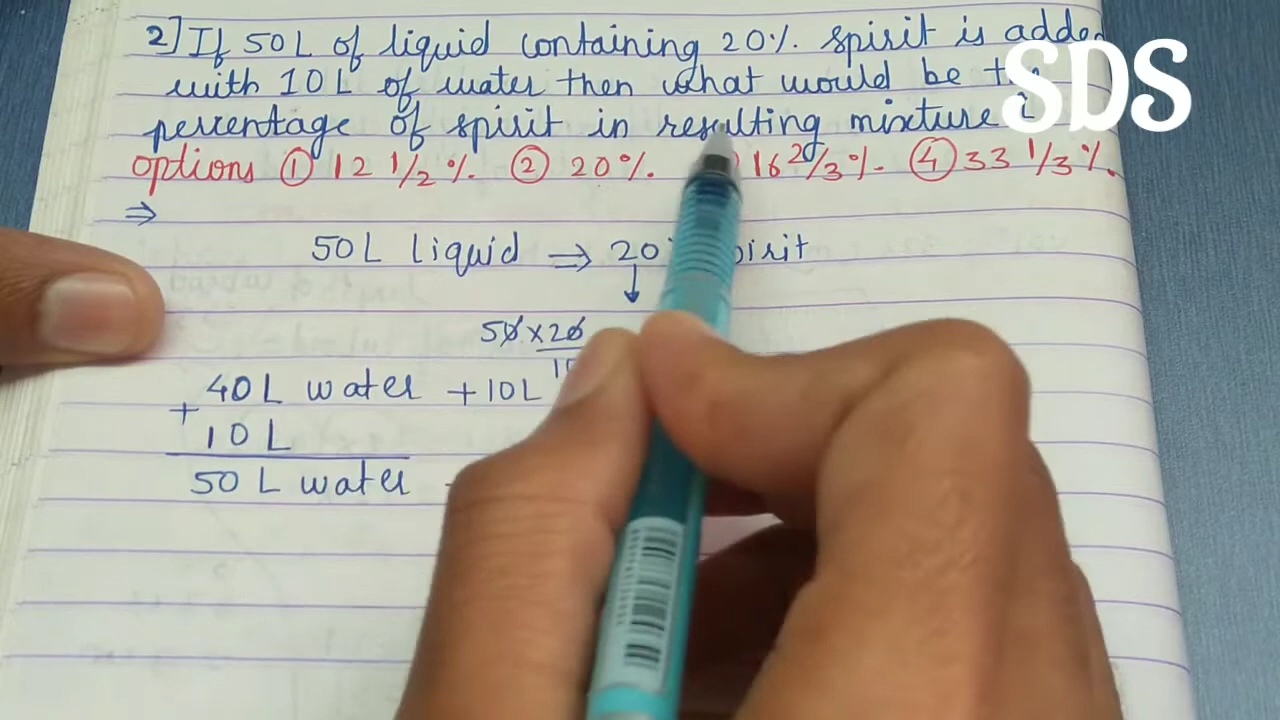 2] If 50L of liquid containing 20% spirit is added
with 10L of water then what would be the
percentage of spirit in resulting mixture ?
SDS
options ① 12 1/2 %. ② 20%. 16 2/3 %. ④ 33 1/3 %.
⇒
50L liquid ⇒ 20 spirit
↓
50 × 20
10
40L water + 10L
+ 10L
50L water